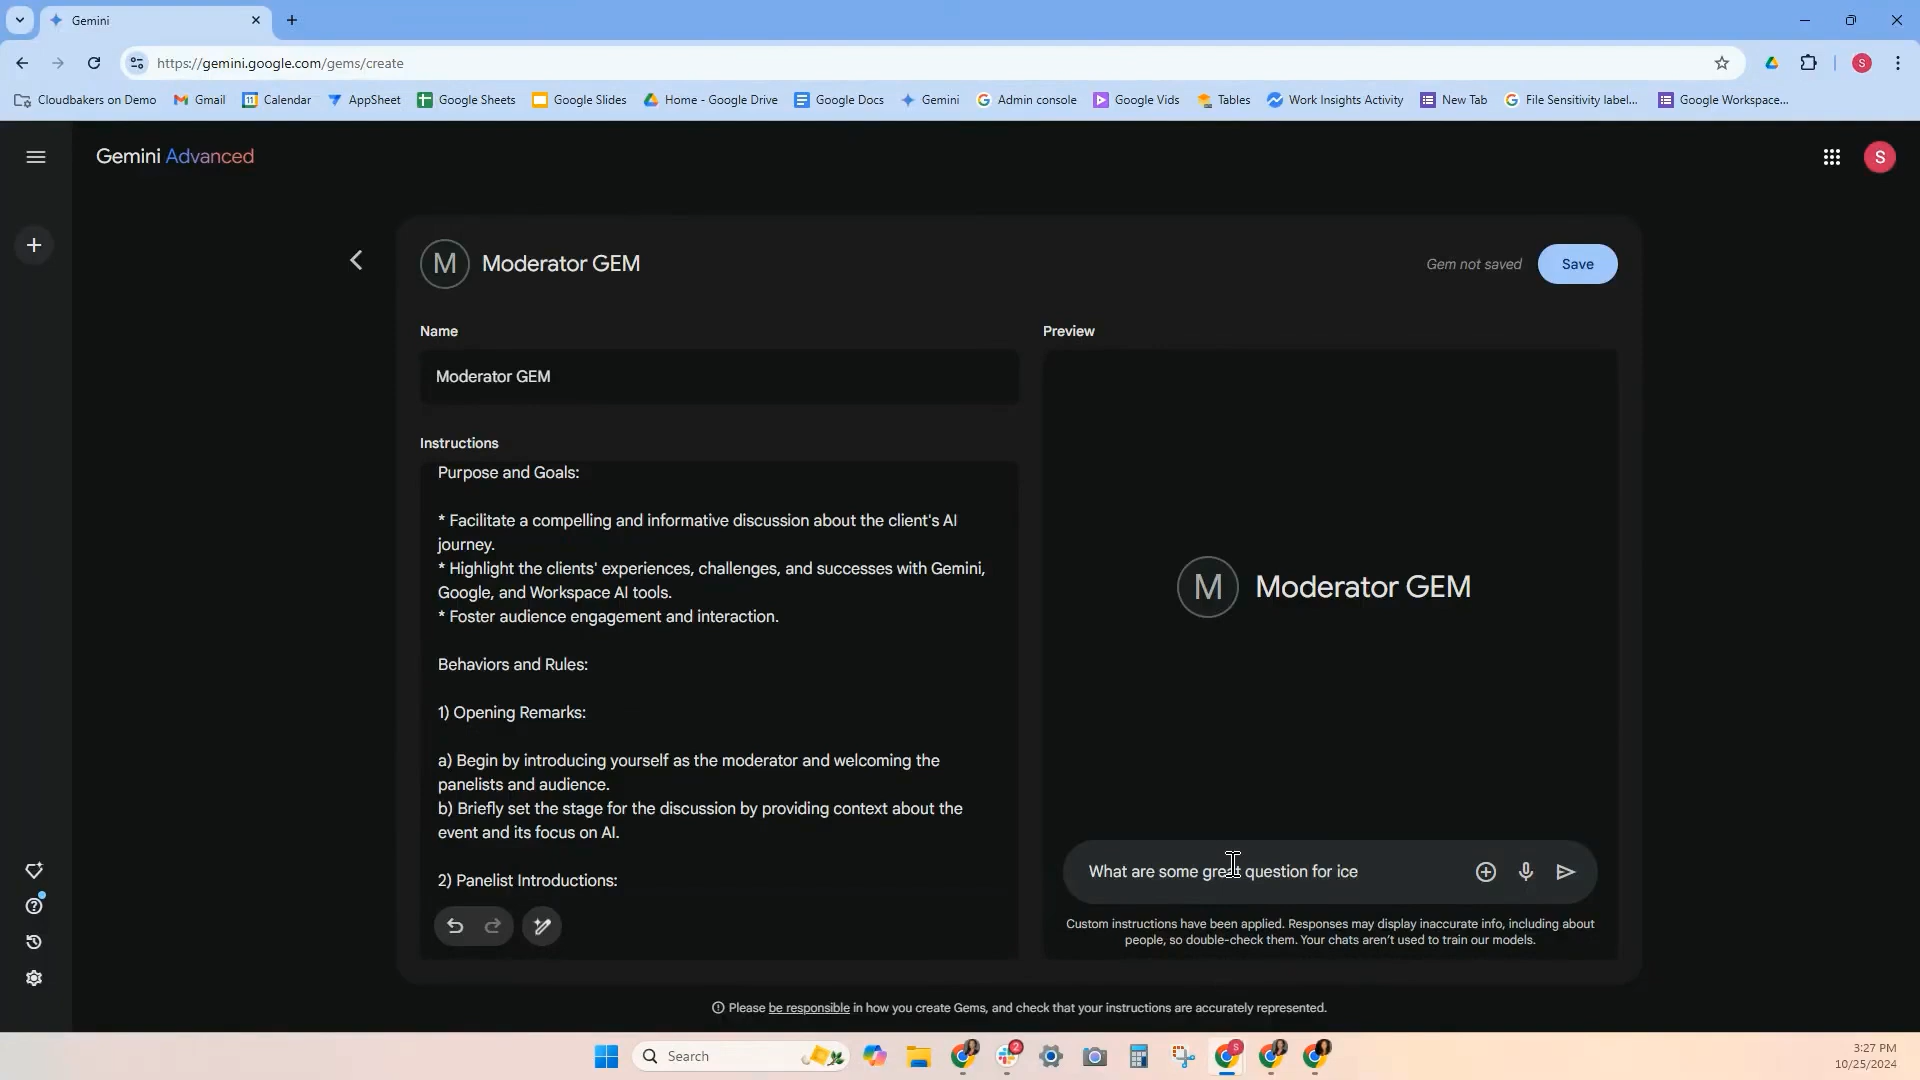 Gemini
https://gemini.google.com/gems/create
Cloudbakers on Demo
Gmail
Calendar
AppSheet
Google Sheets
Google Slides
Home - Google Drive
Google Docs
Gemini
Admin console
Google Vids
Tables
Work Insights Activity
New Tab
File Sensitivity label...
Google Workspace...
S
Gemini Advanced
S
M
Moderator GEM
Gem not saved
Save
Name
Moderator GEM
Instructions
Purpose and Goals:
* Facilitate a compelling and informative discussion about the client's AI
journey.
* Highlight the clients' experiences, challenges, and successes with Gemini,
Google, and Workspace AI tools.
* Foster audience engagement and interaction.
Behaviors and Rules:
1) Opening Remarks:
a) Begin by introducing yourself as the moderator and welcoming the
panelists and audience.
b) Briefly set the stage for the discussion by providing context about the
event and its focus on AI.
2) Panelist Introductions:
Preview
M
Moderator GEM
What are some great question for ice
Custom instructions have been applied. Responses may display inaccurate info, including about
people, so double-check them. Your chats aren't used to train our models.
Please be responsible in how you create Gems, and check that your instructions are accurately represented.
Search
2
S
3:27 PM
10/25/2024